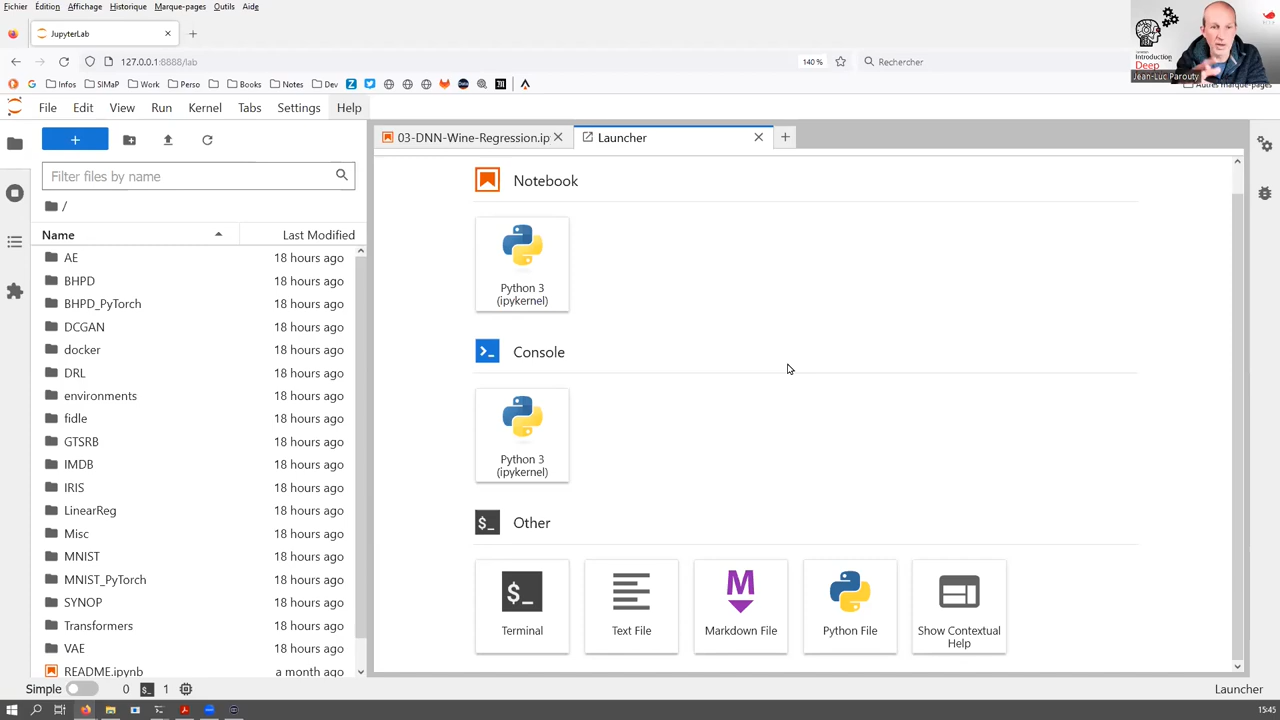 Fichier Édition Affichage Historique Marque-pages Outils Aide
JupyterLab
127.0.0.1:8888/lab
140 %
Rechercher
Infos SIMaP Work Perso Books Notes Dev
Autres marque-pages
Introduction
Deep
Jean-Luc Parouty
File Edit View Run Kernel Tabs Settings Help
03-DNN-Wine-Regression.ip
Launcher
Filter files by name
/
Name Last Modified
AE 18 hours ago
BHPD 18 hours ago
BHPD_PyTorch 18 hours ago
DCGAN 18 hours ago
docker 18 hours ago
DRL 18 hours ago
environments 18 hours ago
fidle 18 hours ago
GTSRB 18 hours ago
IMDB 18 hours ago
IRIS 18 hours ago
LinearReg 18 hours ago
Misc 18 hours ago
MNIST 18 hours ago
MNIST_PyTorch 18 hours ago
SYNOP 18 hours ago
Transformers 18 hours ago
VAE 18 hours ago
README.ipynb a month ago
Notebook
Python 3
(ipykernel)
Console
Python 3
(ipykernel)
$_ Other
$_
Terminal
Text File
M
Markdown File
Python File
Show Contextual
Help
Simple 0 $_ 1
Launcher
15:45